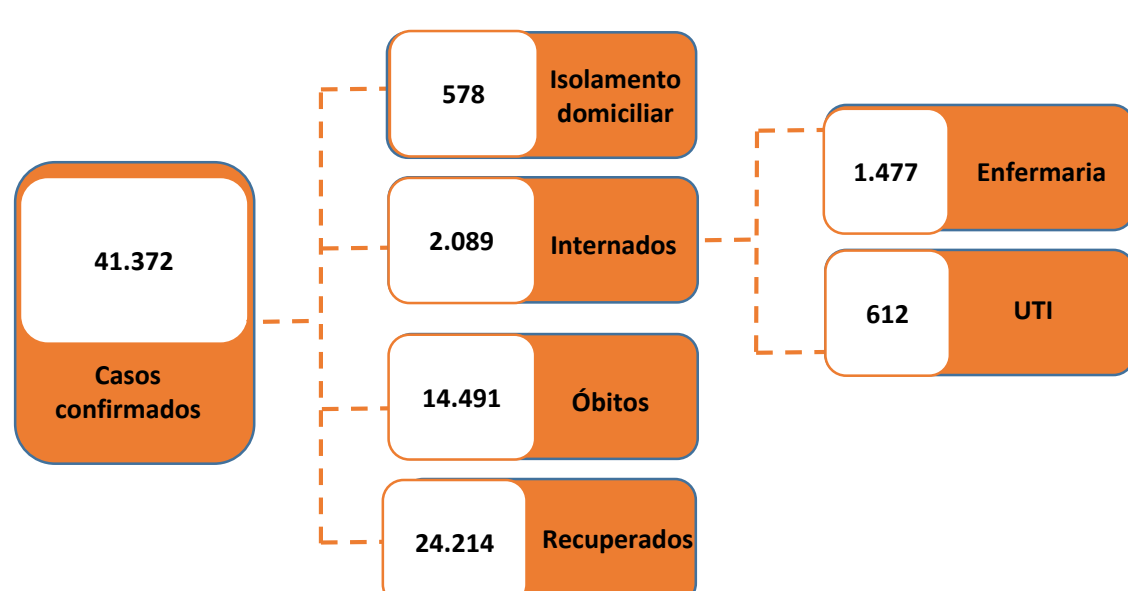 41.372
Casos
confirmados
578
Isolamento
domiciliar
2.089
Internados
14.491
Óbitos
24.214
Recuperados
1.477
Enfermaria
612
UTI